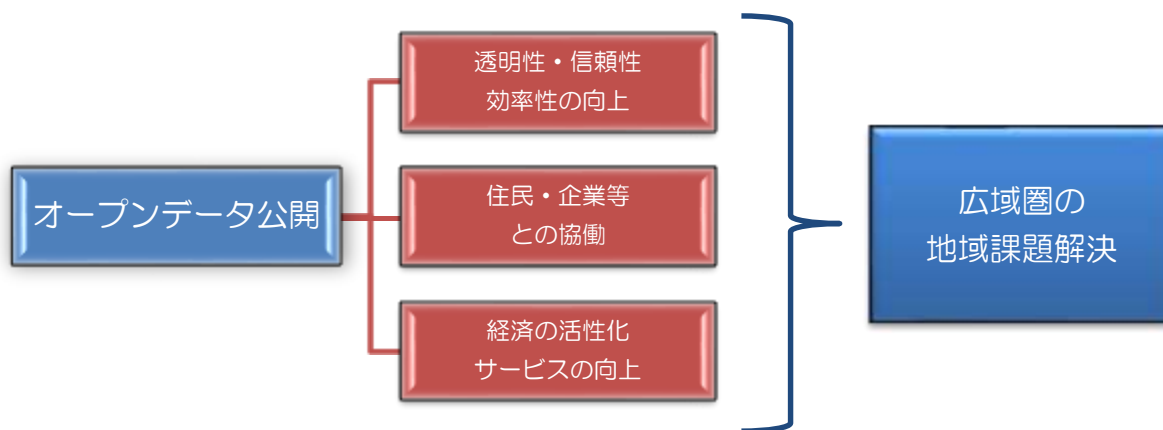 オープンデータ公開
透明性・信頼性
効率性の向上
住民・企業等
との協働
経済の活性化
サービスの向上
広域圏の
地域課題解決